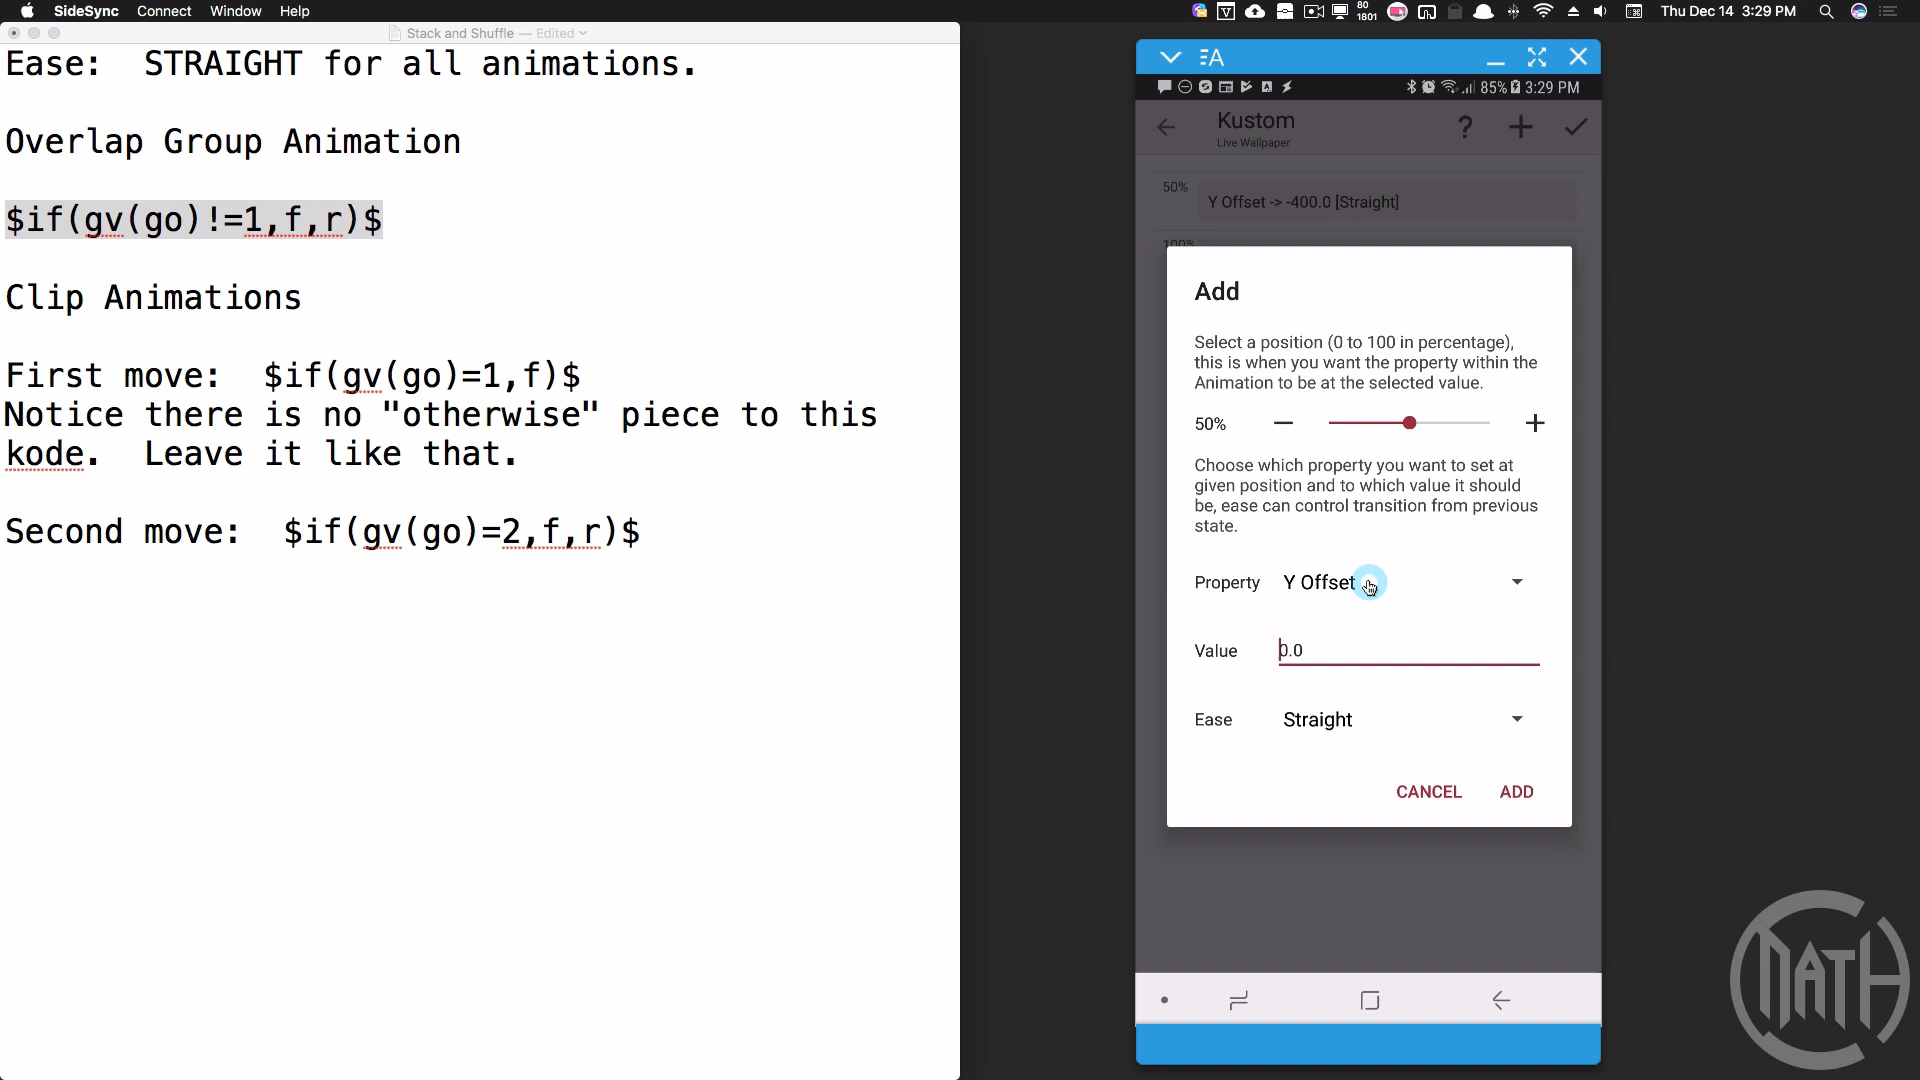 SideSync Connect Window Help
80
1801
Thu Dec 14 3:29 PM
Stack and Shuffle — Edited
Ease:  STRAIGHT for all animations.
Overlap Group Animation
$if(gv(go)!=1,f,r)$
Clip Animations
First move:  $if(gv(go)=1,f)$
Notice there is no "otherwise" piece to this
kode.  Leave it like that.
Second move:  $if(gv(go)=2,f,r)$
85% 3:29 PM
Kustom
Live Wallpaper
?
50%
Y Offset -> -400.0 [Straight]
100%
Add
Select a position (0 to 100 in percentage),
this is when you want the property within the
Animation to be at the selected value.
50%
Choose which property you want to set at
given position and to which value it should
be, ease can control transition from previous
state.
Property Y Offset
Value 0.0
Ease Straight
CANCEL ADD
MATH